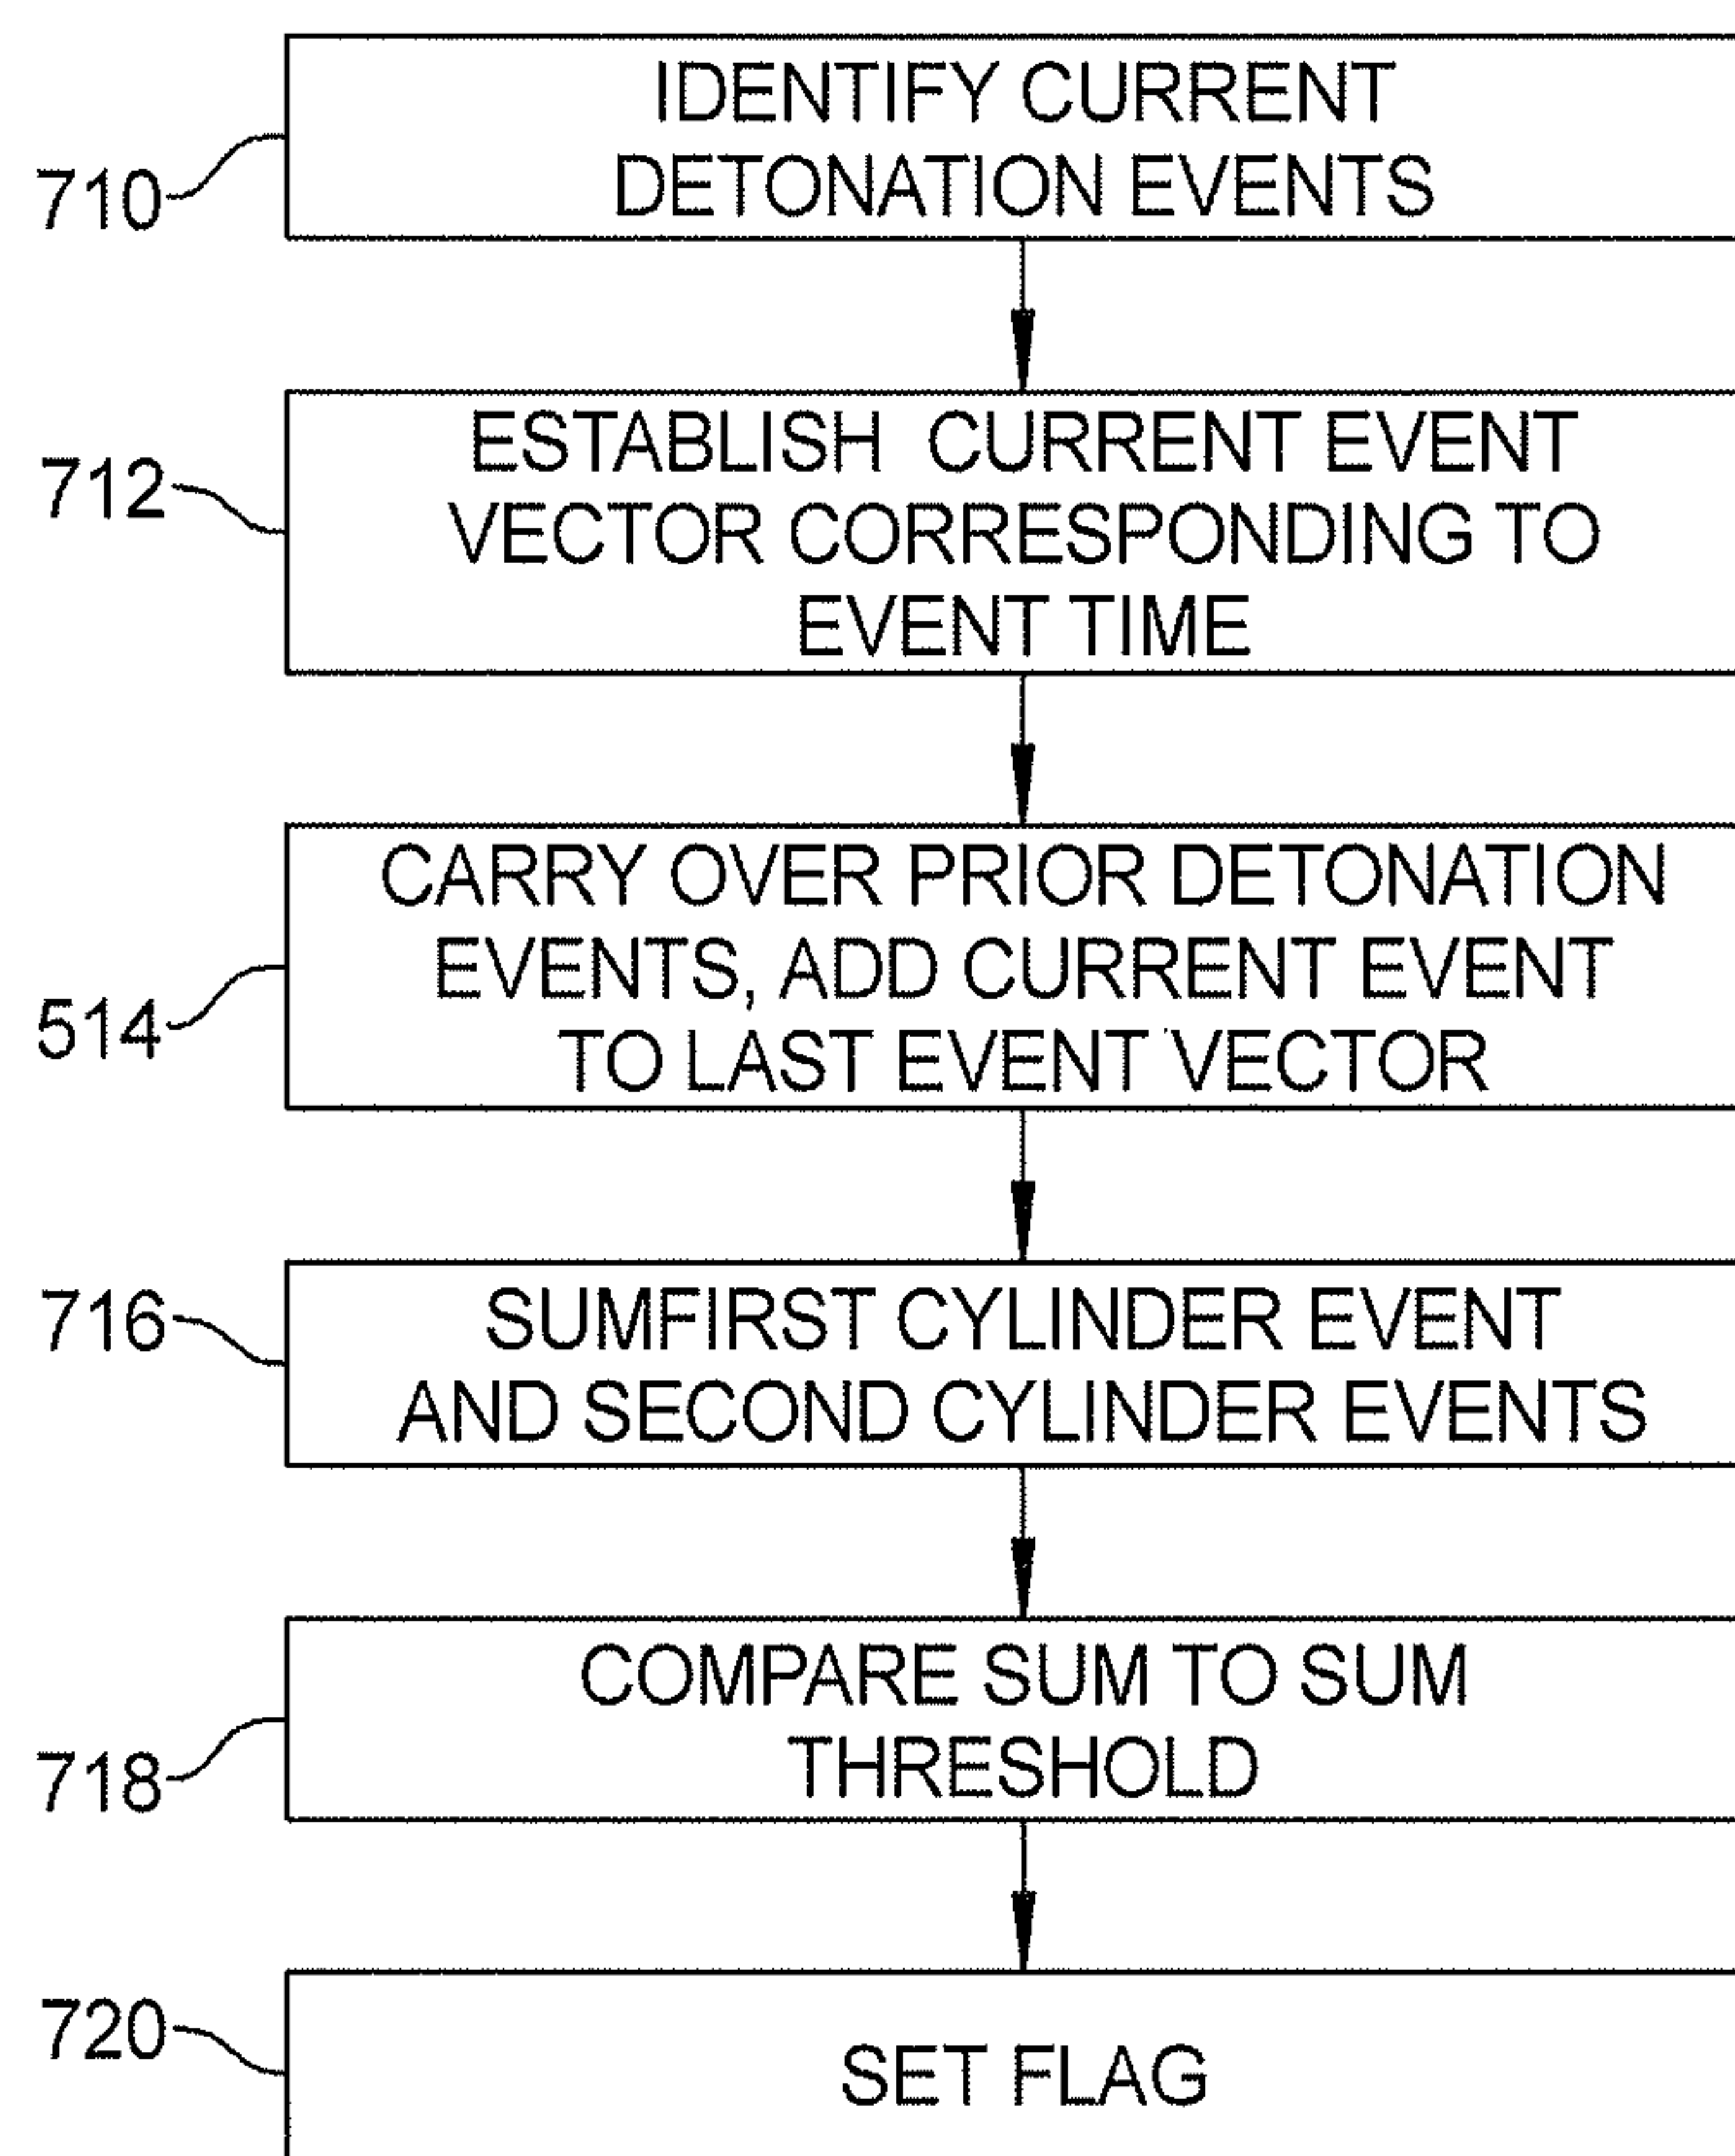 IDENTIFY CURRENT
DETONATION EVENTS
710
ESTABLISH CURRENT EVENT
VECTOR CORRESPONDING TO
EVENT TIME
712
CARRY OVER PRIOR DETONATION
EVENTS, ADD CURRENT EVENT
TO LAST EVENT VECTOR
514
SUMFIRST CYLINDER EVENT
AND SECOND CYLINDER EVENTS
716
COMPARE SUM TO SUM
THRESHOLD
718
SET FLAG
720